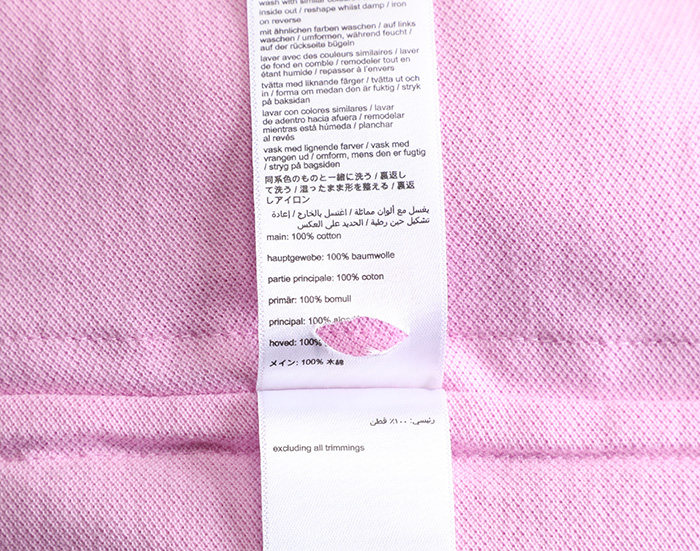 wash with similar colours
inside out / reshape whilst damp / iron
on reverse
mit ähnlichen farben waschen / auf links
waschen / umformen, während feucht /
auf der rückseite bügeln
laver avec des couleurs similaires / laver
de fond en comble / remodeler tout en
étant humide / repasser à l'envers
tvätta med liknande färger / tvätta ut och
in / forma om medan den är fuktig / stryk
på baksidan
lavar con colores similares / lavar
de adentro hacia afuera / remodelar
mientras está húmeda / planchar
al revés
vask med lignende farver / vask med
vrangen ud / omform, mens den er fugtig
/ stryg på bagsiden
同系色のものと一緒に洗う / 裏返し
て洗う / 湿ったまま形を整える / 裏返
しアイロン
يغسل مع ألوان مماثلة / اغتسل بالخارج / إعادة
تشكيل حين رطبة / الحديد على العكس
main: 100% cotton
hauptgewebe: 100% baumwolle
partie principale: 100% coton
primär: 100% bomull
principal: 100%
hoved: 100%
メイン: 100% 木綿
رئيسي: ١٠٠٪ قطن
excluding all trimmings